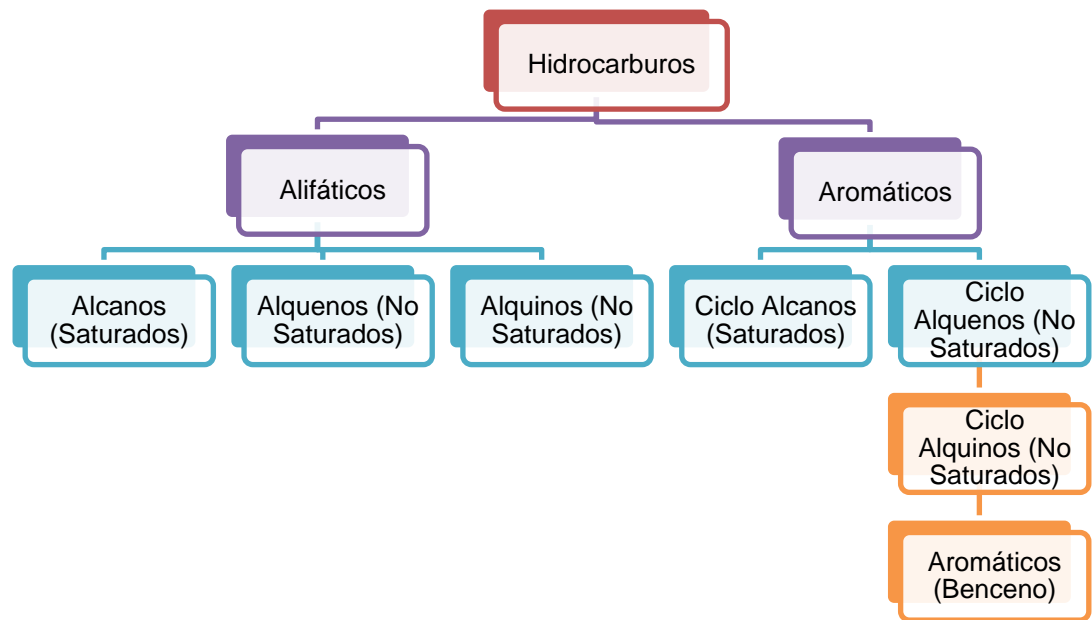 Hidrocarburos
Alifáticos
Aromáticos
Alcanos
(Saturados)
Alquenos (No
Saturados)
Alquinos (No
Saturados)
Ciclo Alcanos
(Saturados)
Ciclo
Alquenos (No
Saturados)
Ciclo
Alquinos (No
Saturados)
Aromáticos
(Benceno)